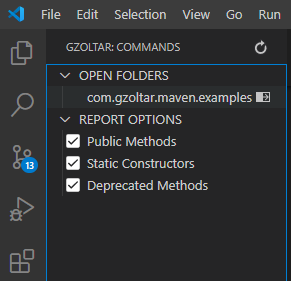 File Edit Selection View Go Run
GZOLTAR: COMMANDS
OPEN FOLDERS
com.gzoltar.maven.examples
REPORT OPTIONS
Public Methods
Static Constructors
13
Deprecated Methods